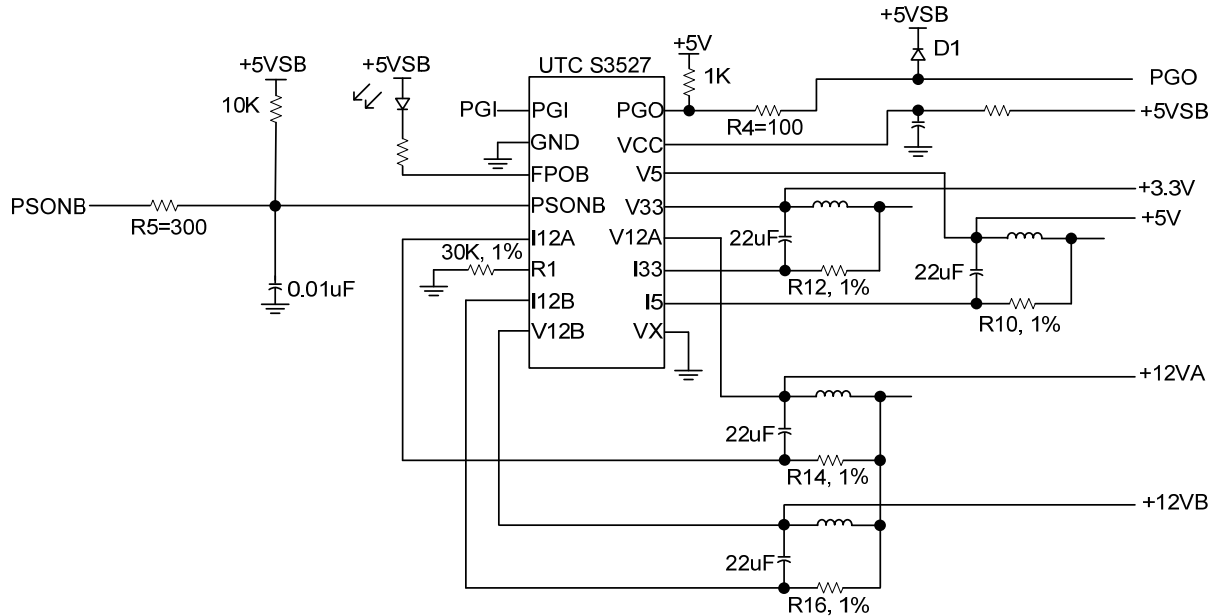 +5VSB
D1
PGO
+5VSB
+5V
1K
R4=100
UTC S3527
+5VSB
+5VSB
10K
PGI
PGI
GND
FPOB
PSONB
I12A
R1
I12B
V12B
PGO
VCC
V5
V33
V12A
I33
I5
VX
PSONB
R5=300
0.01uF
30K, 1%
+3.3V
+5V
22uF
R12, 1%
22uF
R10, 1%
+12VA
22uF
R14, 1%
+12VB
22uF
R16, 1%